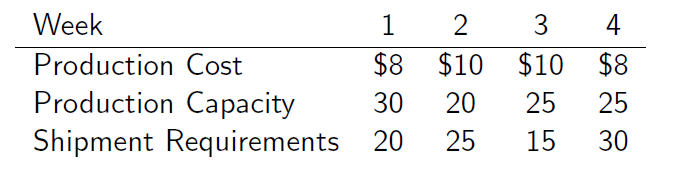 Week 1 2 3 4
Production Cost $8 $10 $10 $8
Production Capacity 30 20 25 25
Shipment Requirements 20 25 15 30